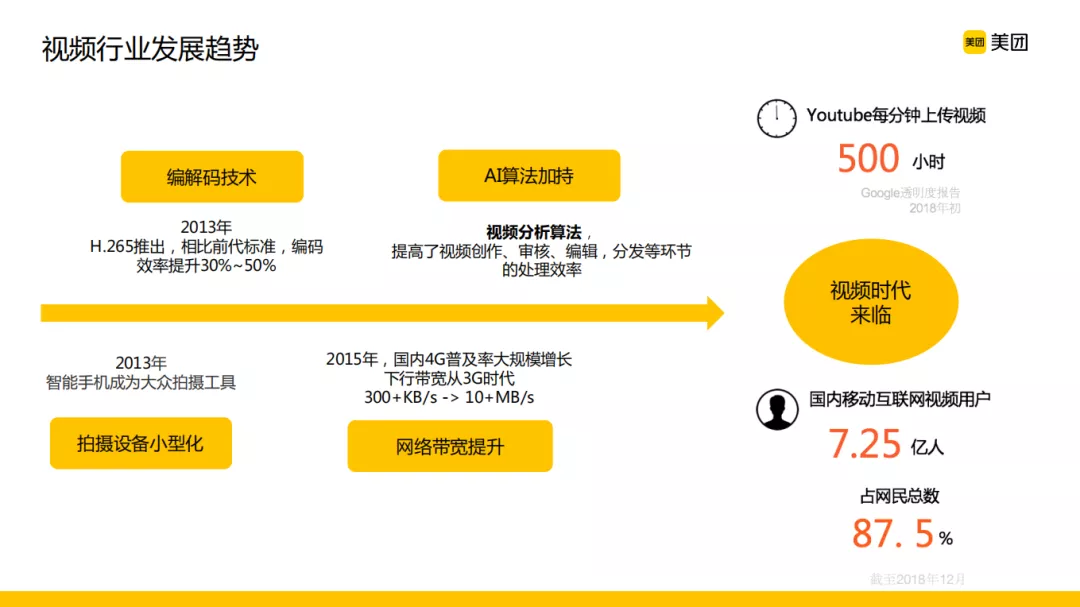 视频行业发展趋势
美团 美团
编解码技术
2013年
H.265推出，相比前代标准，编码
效率提升30%~50%
AI算法加持
视频分析算法，
提高了视频创作、审核、编辑，分发等环节
的处理效率
2013年
智能手机成为大众拍摄工具
拍摄设备小型化
2015年，国内4G普及率大规模增长
下行带宽从3G时代
300+KB/s -> 10+MB/s
网络带宽提升
Youtube每分钟上传视频
500 小时
Google透明度报告
2018年初
视频时代
来临
国内移动互联网视频用户
7.25 亿人
占网民总数
87. 5%
截至2018年12月